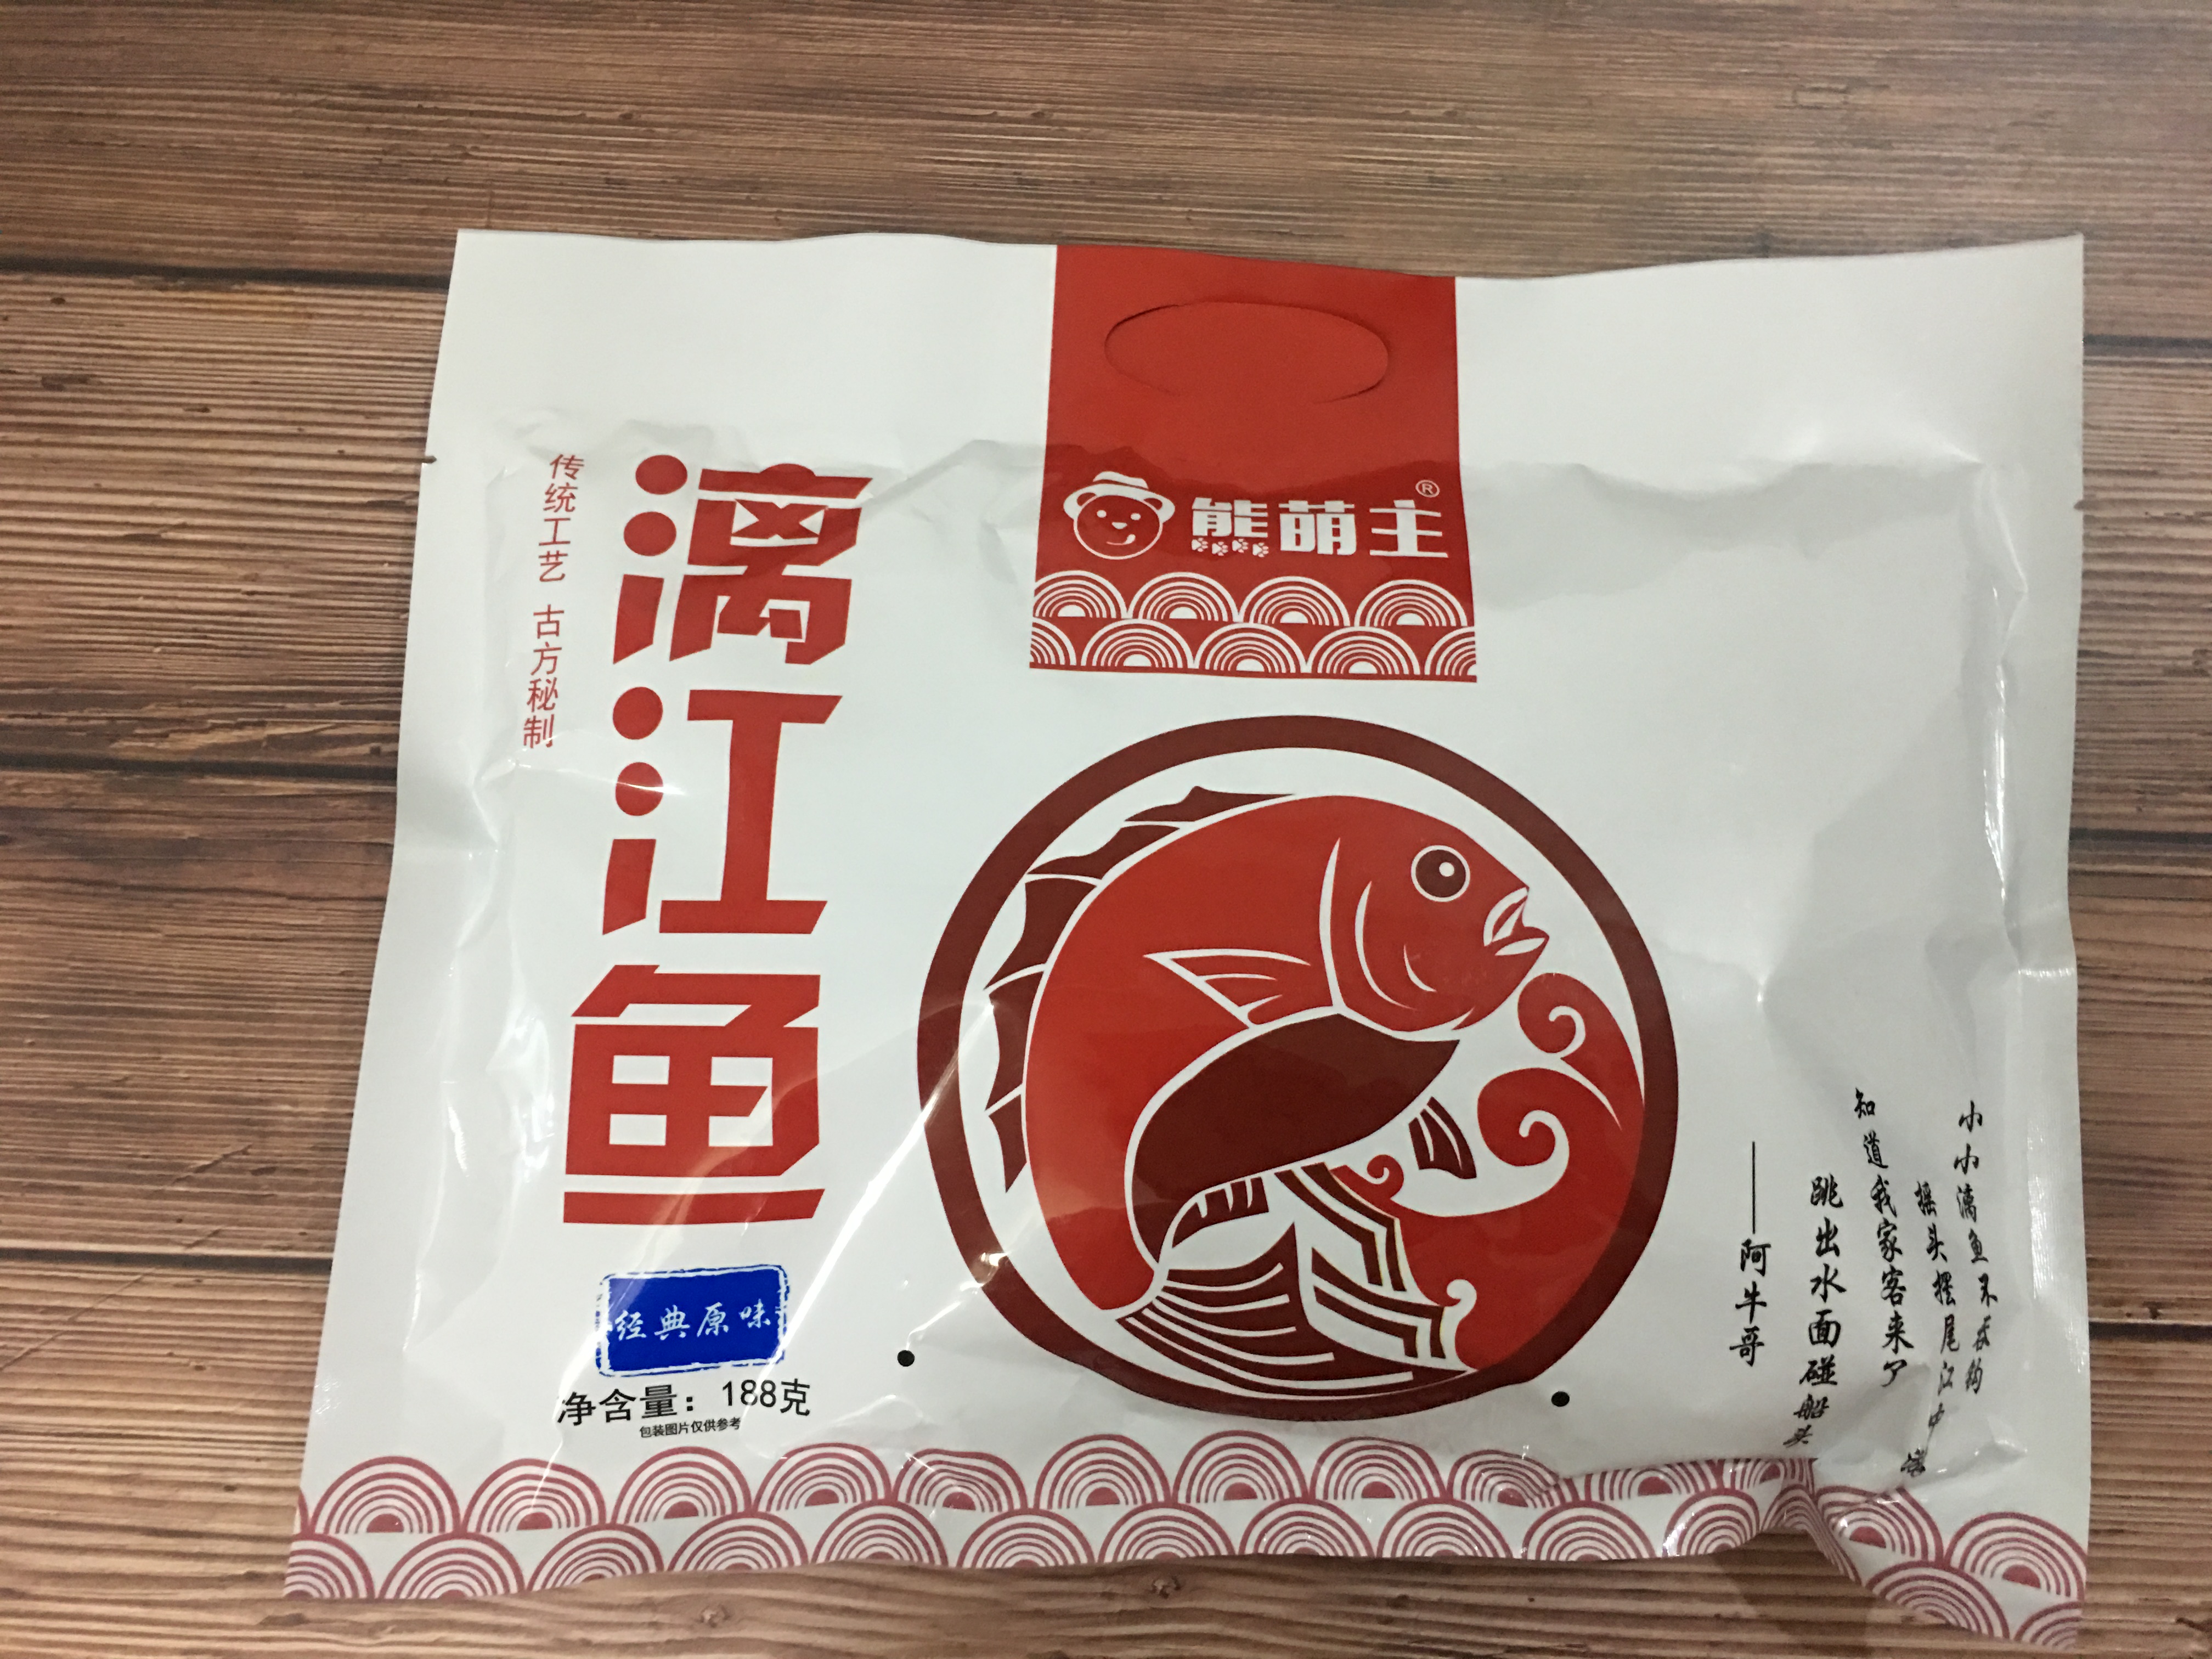 熊萌主®
漓江鱼
传统工艺 古方秘制
经典原味
净含量：188克
包装图片仅供参考
小小漓鱼不咬钩
摇头摆尾江中游
知道我家客来了
跳出水面碰船头
——阿牛哥